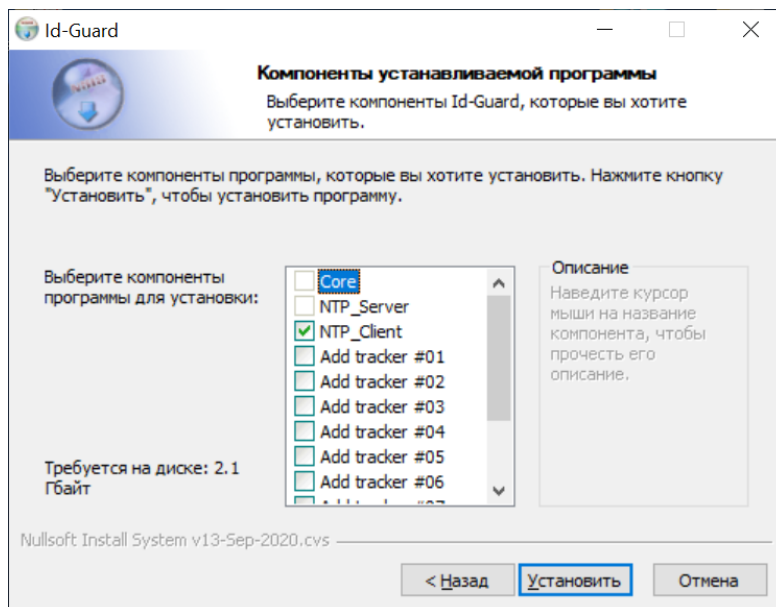 Id-Guard
Компоненты устанавливаемой программы
Выберите компоненты Id-Guard, которые вы хотите
установить.
Выберите компоненты программы, которые вы хотите установить. Нажмите кнопку
"Установить", чтобы установить программу.
Выберите компоненты
программы для установки:
Core
NTP_Server
NTP_Client
Add tracker #01
Add tracker #02
Add tracker #03
Add tracker #04
Add tracker #05
Add tracker #06
Описание
Наведите курсор
мыши на название
компонента, чтобы
прочесть его
описание.
Требуется на диске: 2.1
Гбайт
Nullsoft Install System v13-Sep-2020.cvs
< Назад
Установить
Отмена